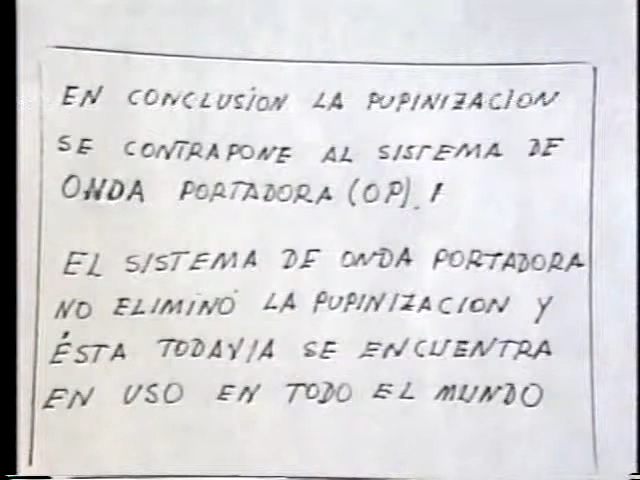 EN CONCLUSION LA PUPINIZACION
SE CONTRAPONE AL SISTEMA DE
ONDA PORTADORA (OP).
EL SISTEMA DE ONDA PORTADORA
NO ELIMINÓ LA PUPINIZACION Y
ÉSTA TODAVIA SE ENCUENTRA
EN USO EN TODO EL MUNDO